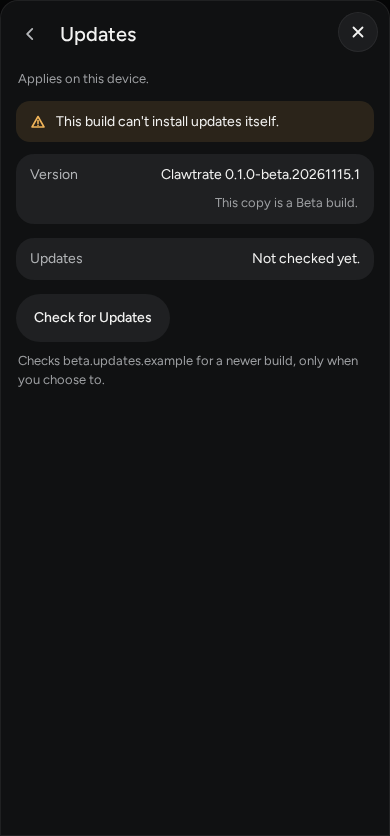 Updates
Applies on this device.
This build can't install updates itself.
Version
Clawtrate 0.1.0-beta.20261115.1
This copy is a Beta build.
Updates
Not checked yet.
Check for Updates
Checks beta.updates.example for a newer build, only when
you choose to.